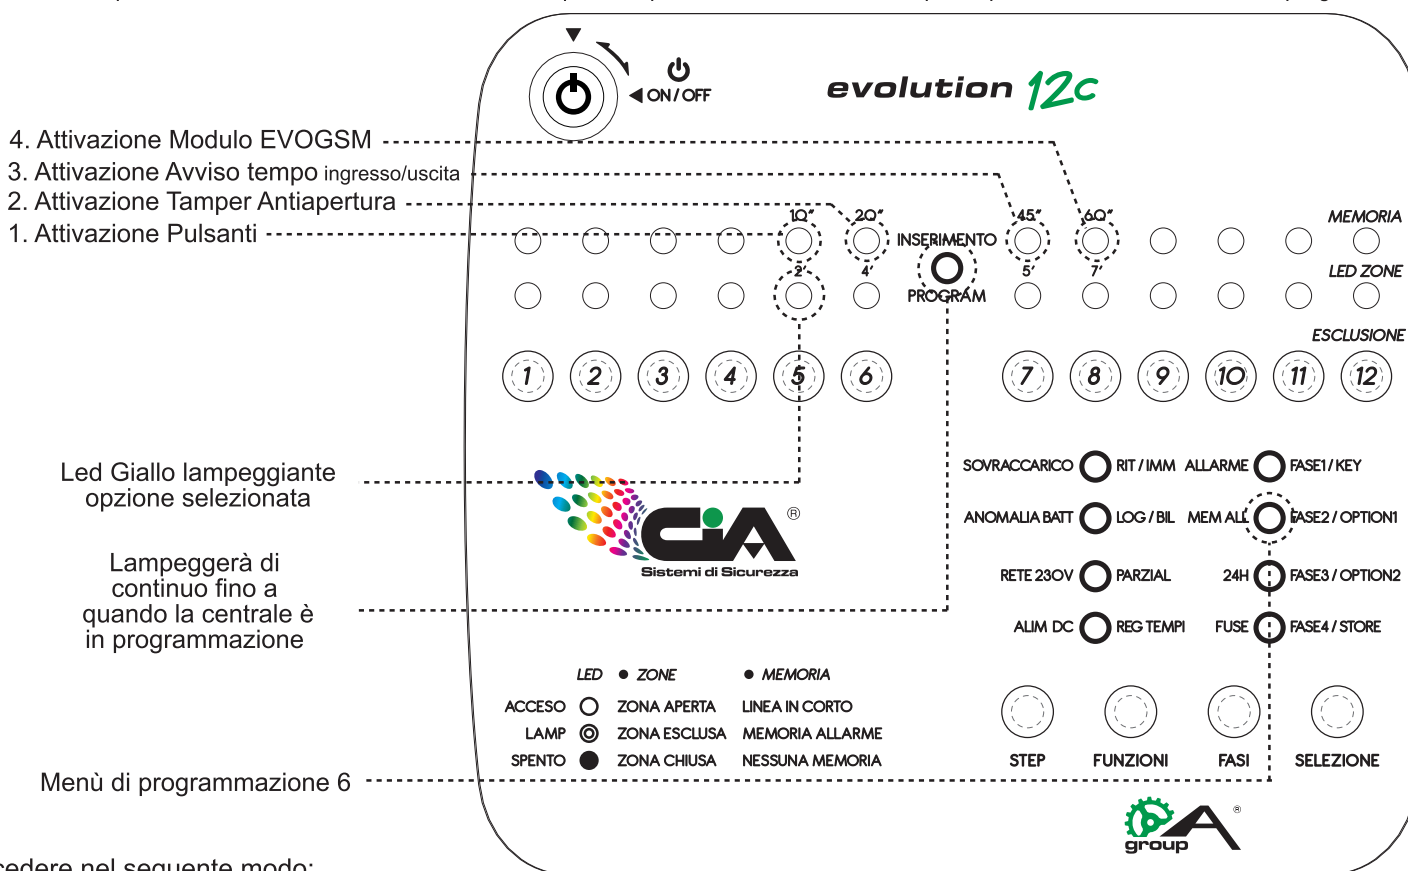 ON / OFF
evolution 12c
4. Attivazione Modulo EVOGSM
3. Attivazione Avviso tempo ingresso/uscita
2. Attivazione Tamper Antiapertura
1. Attivazione Pulsanti
10” 20” INSERIMENTO 45” 60” MEMORIA
2’ 4’ 5’ 7’ LED ZONE
PROGRAM
ESCLUSIONE
1 2 3 4 5 6 7 8 9 10 11 12
Led Giallo lampeggiante
opzione selezionata
SOVRACCARICO RIT / IMM ALLARME FASE1 / KEY
ANOMALIA BATT LOG / BIL MEM ALL FASE2 / OPTION1
RETE 230V PARZIAL 24H FASE3 / OPTION2
ALIM DC REG TEMPI FUSE FASE4 / STORE
CIA ®
Sistemi di Sicurezza
Lampeggerà di
continuo fino a
quando la centrale è
in programmazione
LED ● ZONE ● MEMORIA
ACCESO ZONA APERTA LINEA IN CORTO
LAMP ZONA ESCLUSA MEMORIA ALLARME
SPENTO ZONA CHIUSA NESSUNA MEMORIA
STEP FUNZIONI FASI SELEZIONE
Menù di programmazione 6
group A ®
nel seguente modo: